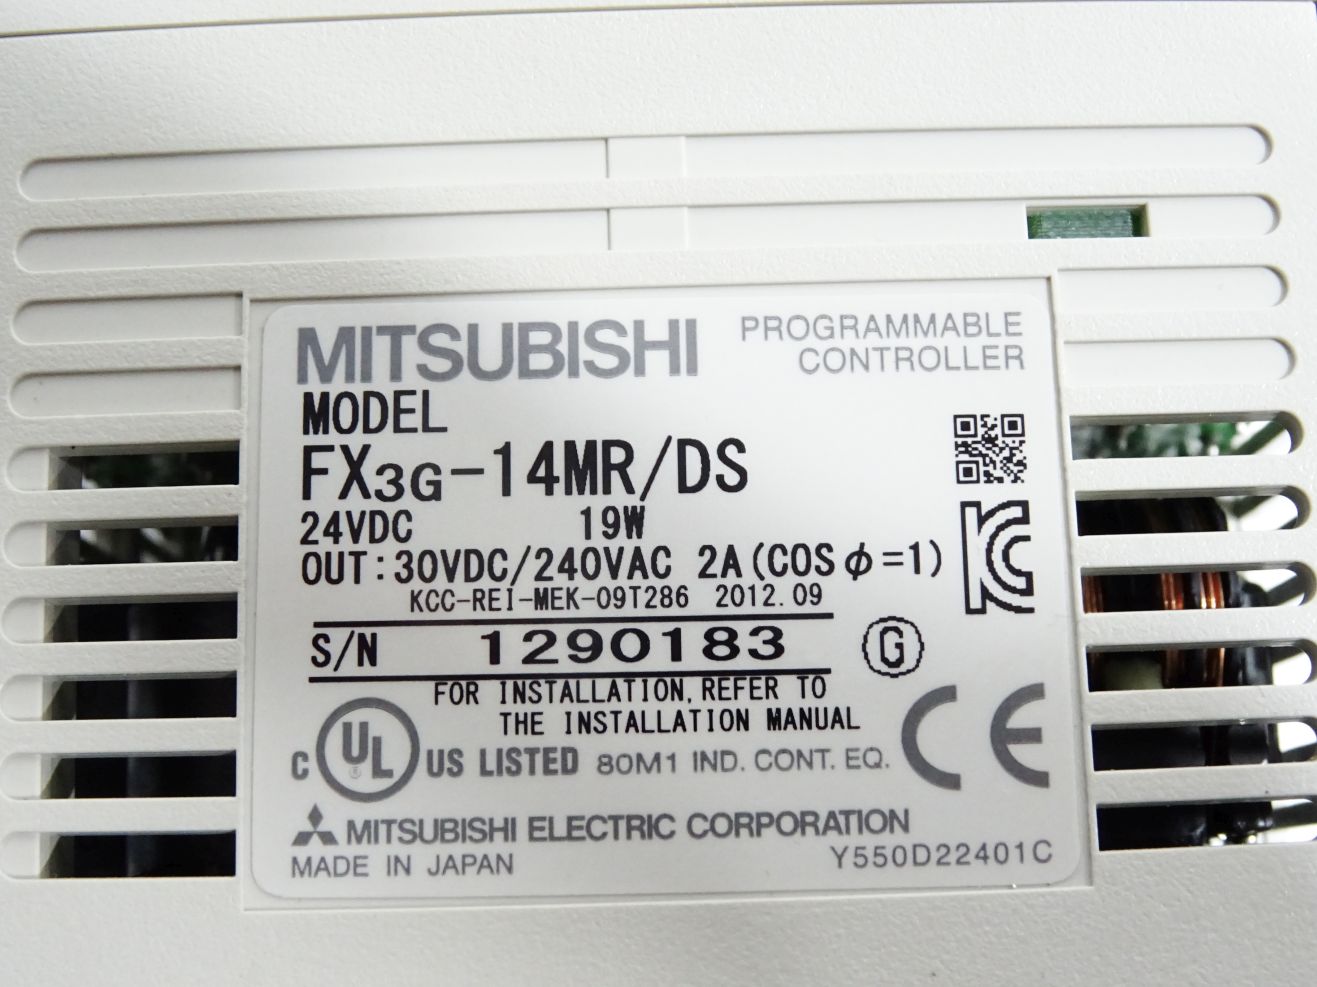 MITSUBISHI PROGRAMMABLE CONTROLLER
MODEL
FX3G-14MR/DS
24VDC 19W
OUT:30VDC/240VAC 2A(COSφ=1)
KCC-REI-MEK-09T286 2012.09
S/N 1290183
G
FOR INSTALLATION,REFER TO
THE INSTALLATION MANUAL
C UL ® US LISTED 80M1 IND. CONT. EQ. CE
MITSUBISHI ELECTRIC CORPORATION
MADE IN JAPAN Y550D22401C